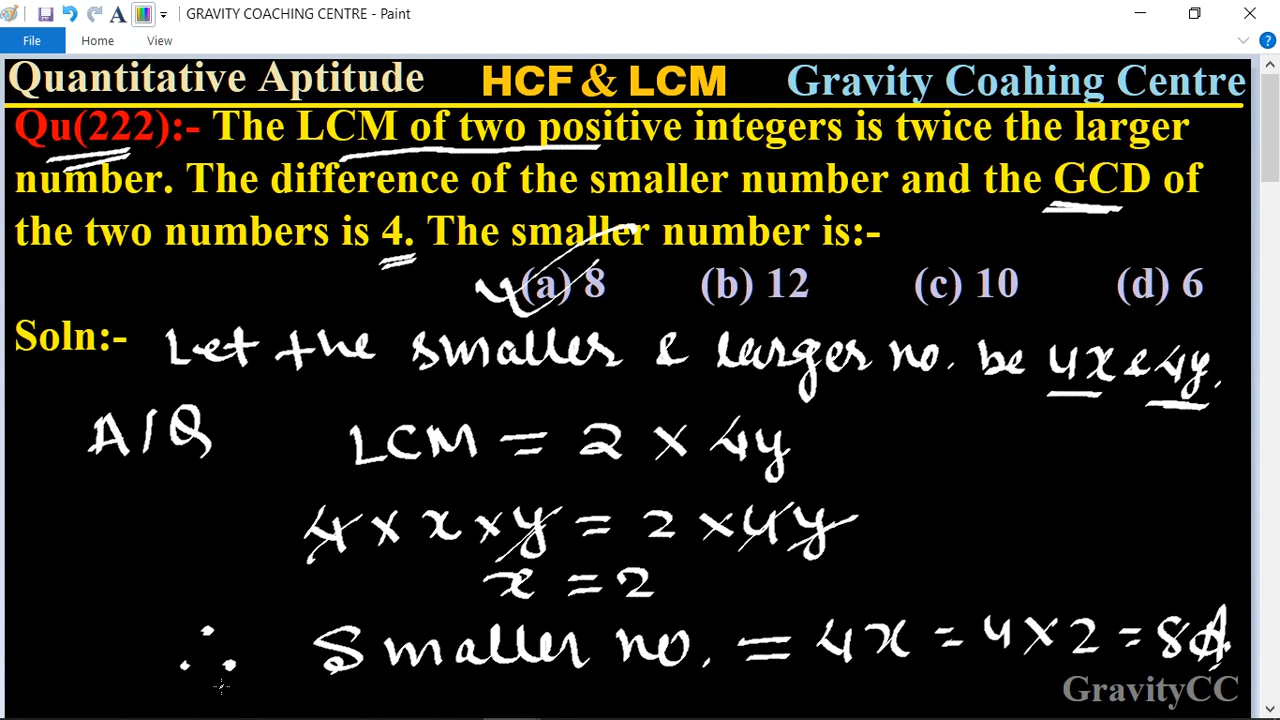 GRAVITY COACHING CENTRE - Paint
File Home View
Quantitative Aptitude HCF & LCM Gravity Coahing Centre
Qu(222):- The LCM of two positive integers is twice the larger
number. The difference of the smaller number and the GCD of
the two numbers is 4. The smaller number is:-
(a) 8 (b) 12 (c) 10 (d) 6
Soln:- Let the smaller & larger no. be 4x & 4y.
A/Q LCM = 2 × 4y
4 × x × y = 2 × 4y
x = 2
∴ Smaller no. = 4x = 4 × 2 = 8
GravityCC